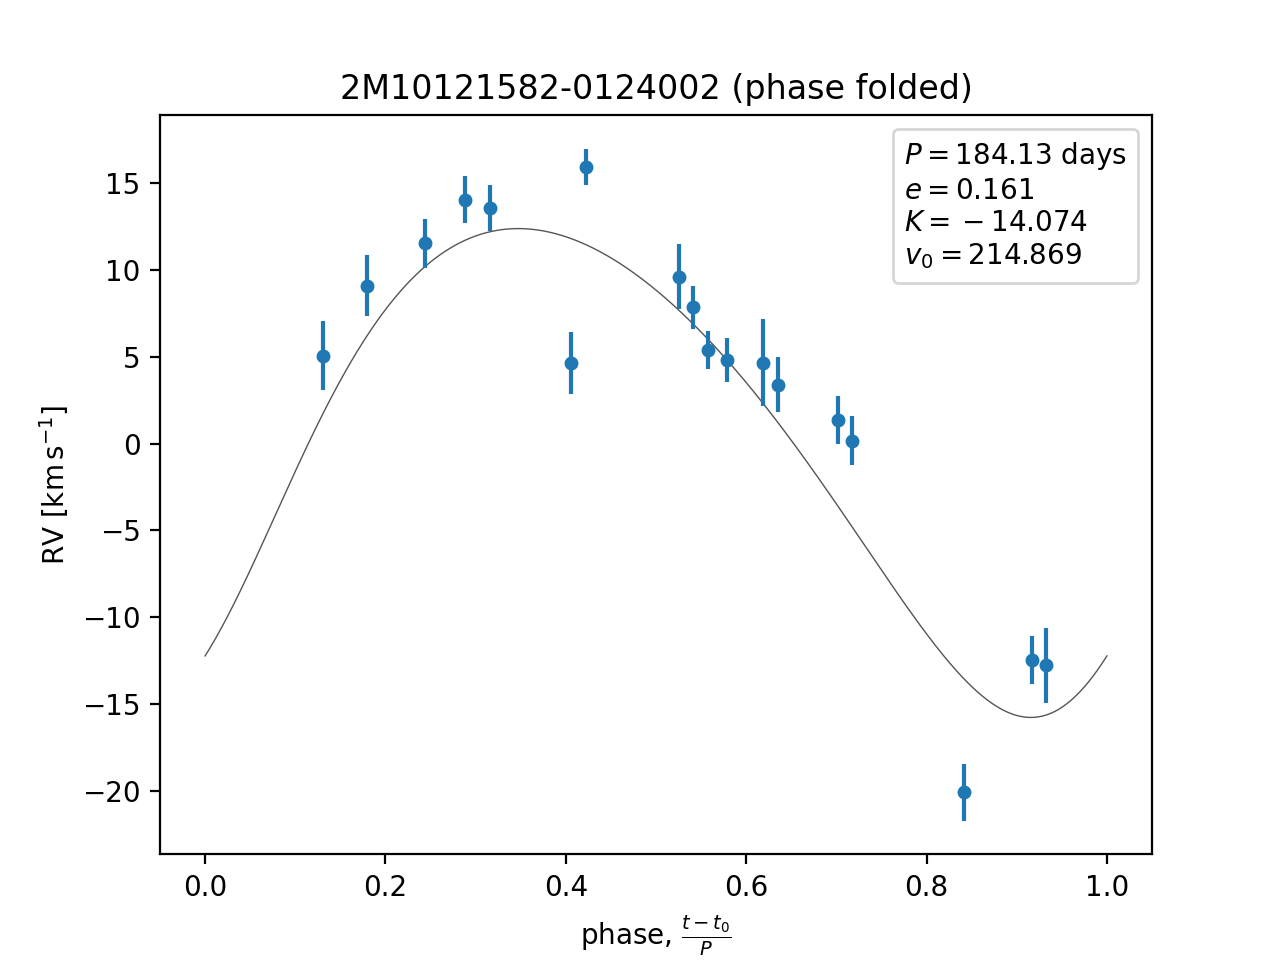 2M10121582-0124002 (phase folded)
P = 184.13 days
e = 0.161
K = −14.074
v₀ = 214.869
RV [km s⁻¹]
15
10
5
0
−5
−10
−15
−20
0.0 0.2 0.4 0.6 0.8 1.0
phase, (t − t₀)/P